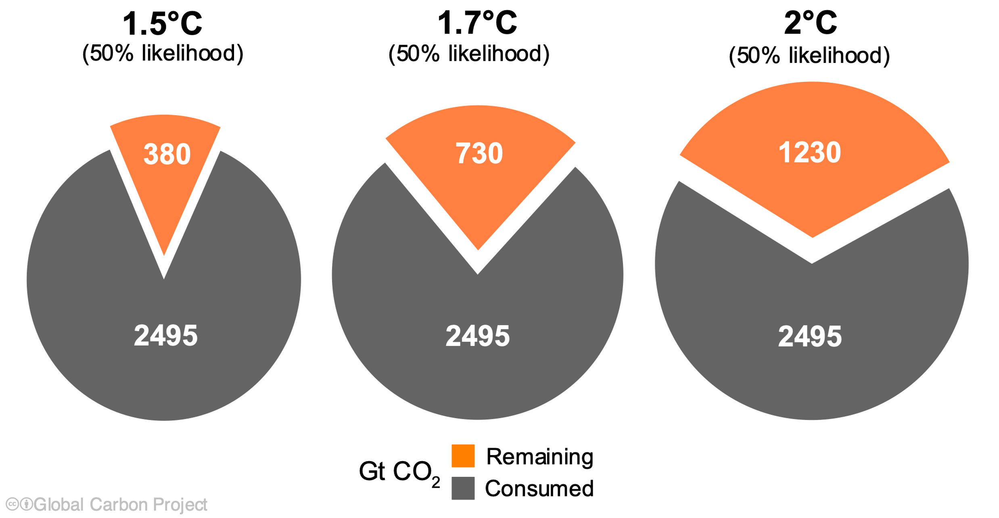 1.5°C
(50% likelihood)
380
2495
1.7°C
(50% likelihood)
730
2495
2°C
(50% likelihood)
1230
2495
Gt CO₂
Remaining
Consumed
Global Carbon Project